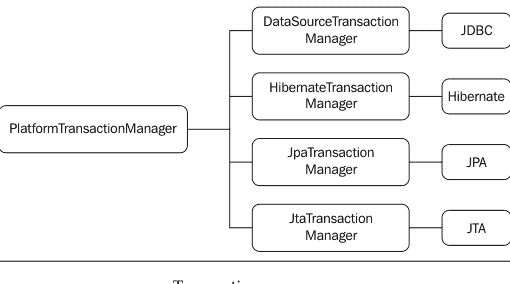 DataSourceTransaction
Manager
JDBC
HibernateTransaction
Manager
Hibernate
PlatformTransactionManager
JpaTransaction
Manager
JPA
JtaTransaction
Manager
JTA